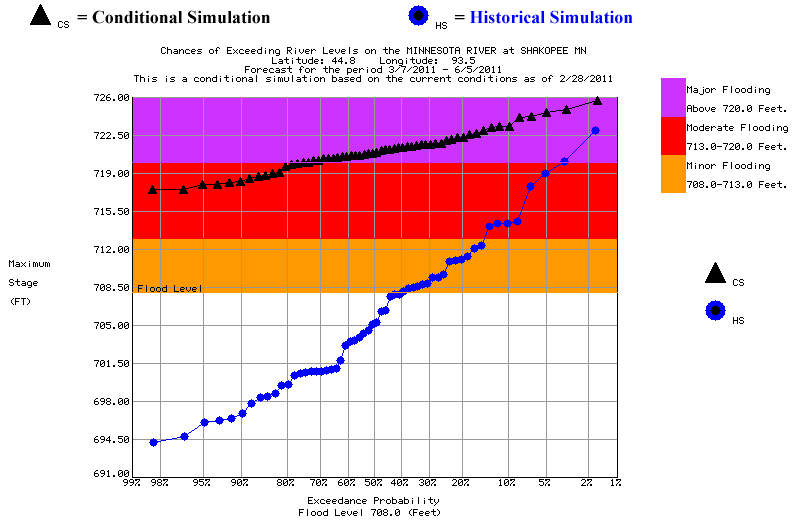 CS = Conditional Simulation
HS = Historical Simulation
Chances of Exceeding River Levels on the MINNESOTA RIVER at SHAKOPEE MN
Latitude: 44.8 Longitude: 93.5
Forecast for the period 3/7/2011 - 6/5/2011
This is a conditional simulation based on the current conditions as of 2/28/2011
726.00
722.50
719.00
715.50
712.00
708.50
705.00
701.50
698.00
694.50
691.00
Maximum
Stage
(FT)
Flood Level
Major Flooding
Above 720.0 Feet.
Moderate Flooding
713.0-720.0 Feet.
Minor Flooding
708.0-713.0 Feet.
CS
HS
99% 98% 95% 90% 80% 70% 60% 50% 40% 30% 20% 10% 5% 2% 1%
Exceedance Probability
Flood Level 708.0 (Feet)